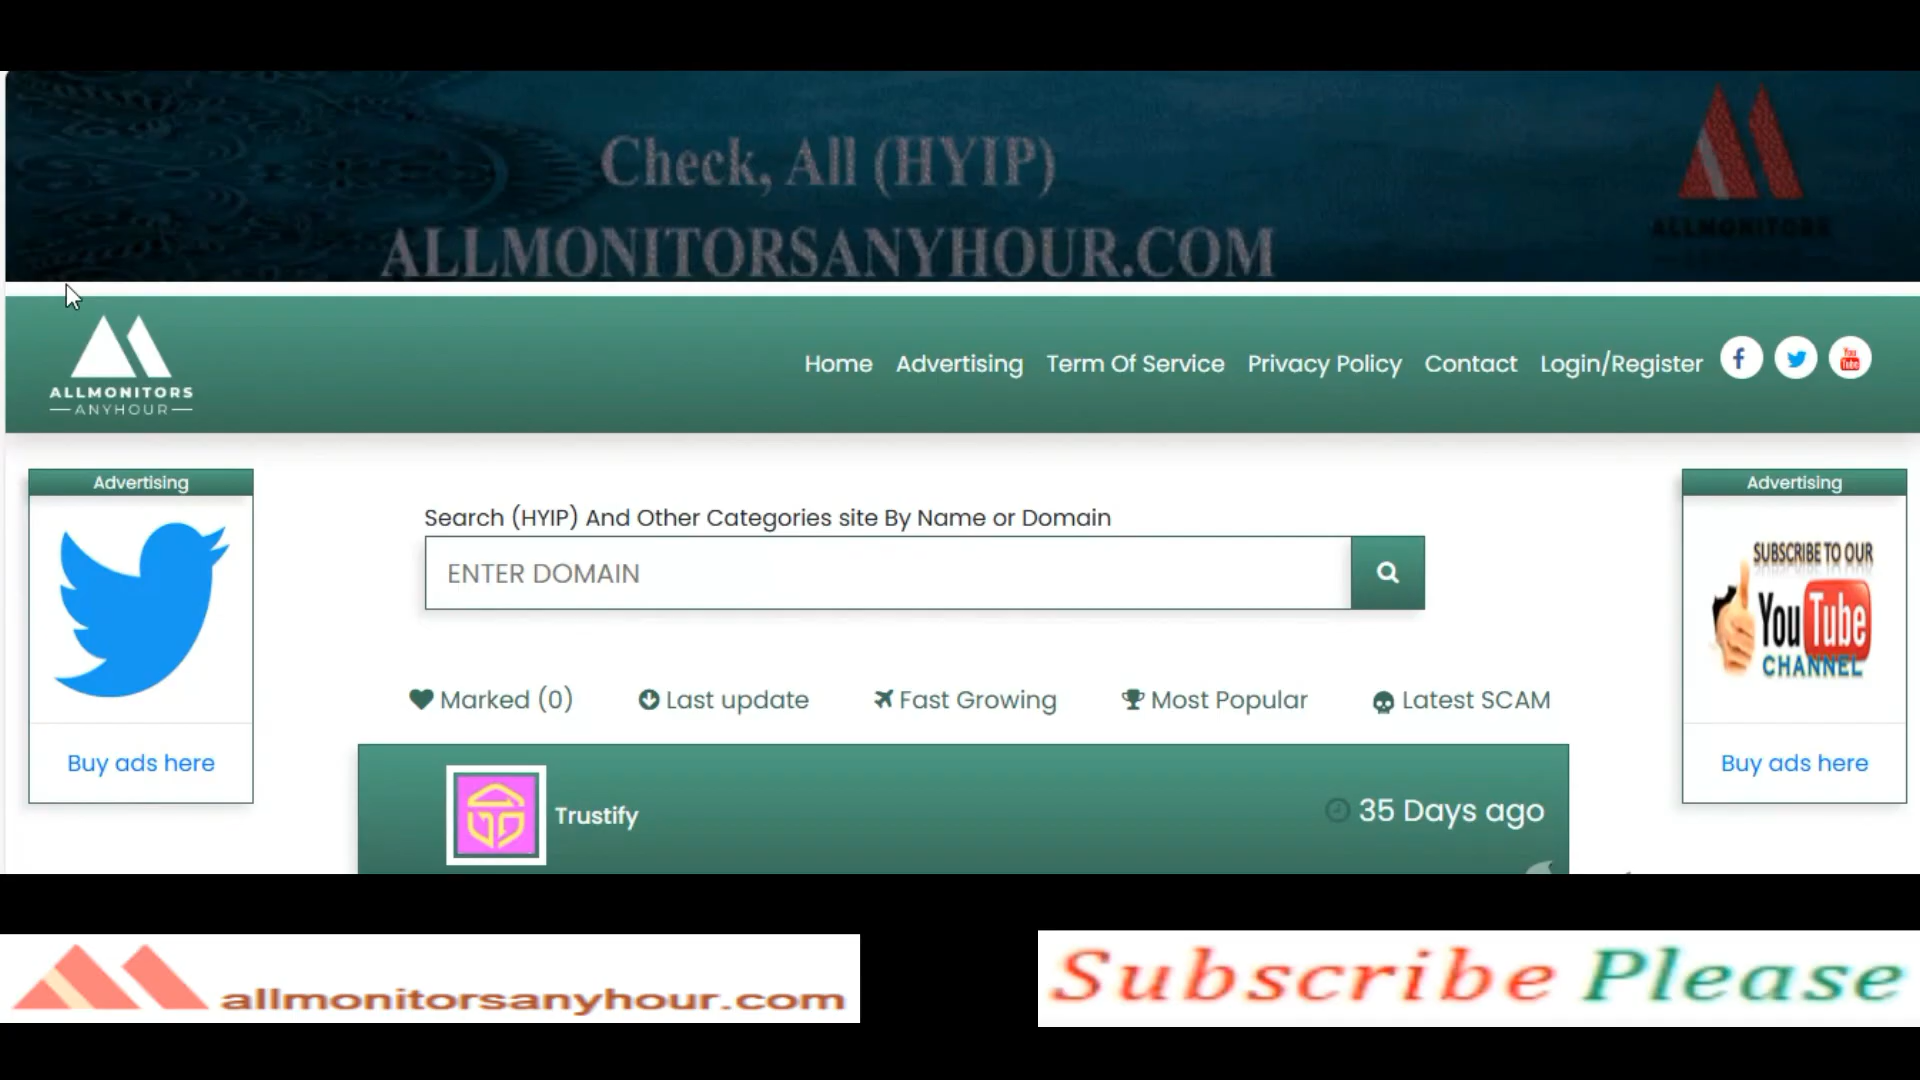 Check, All (HYIP)
ALLMONITORSANYHOUR.COM
ALLMONITORS
ALLMONITORS
ANYHOUR
Home Advertising Term Of Service Privacy Policy Contact Login/Register
You Tube
Advertising
Buy ads here
Search (HYIP) And Other Categories site By Name or Domain
ENTER DOMAIN
Marked (0) Last update Fast Growing Most Popular Latest SCAM
Trustify
35 Days ago
Advertising
SUBSCRIBE TO OUR
YouTube
CHANNEL
Buy ads here
allmonitorsanyhour.com
Subscribe Please